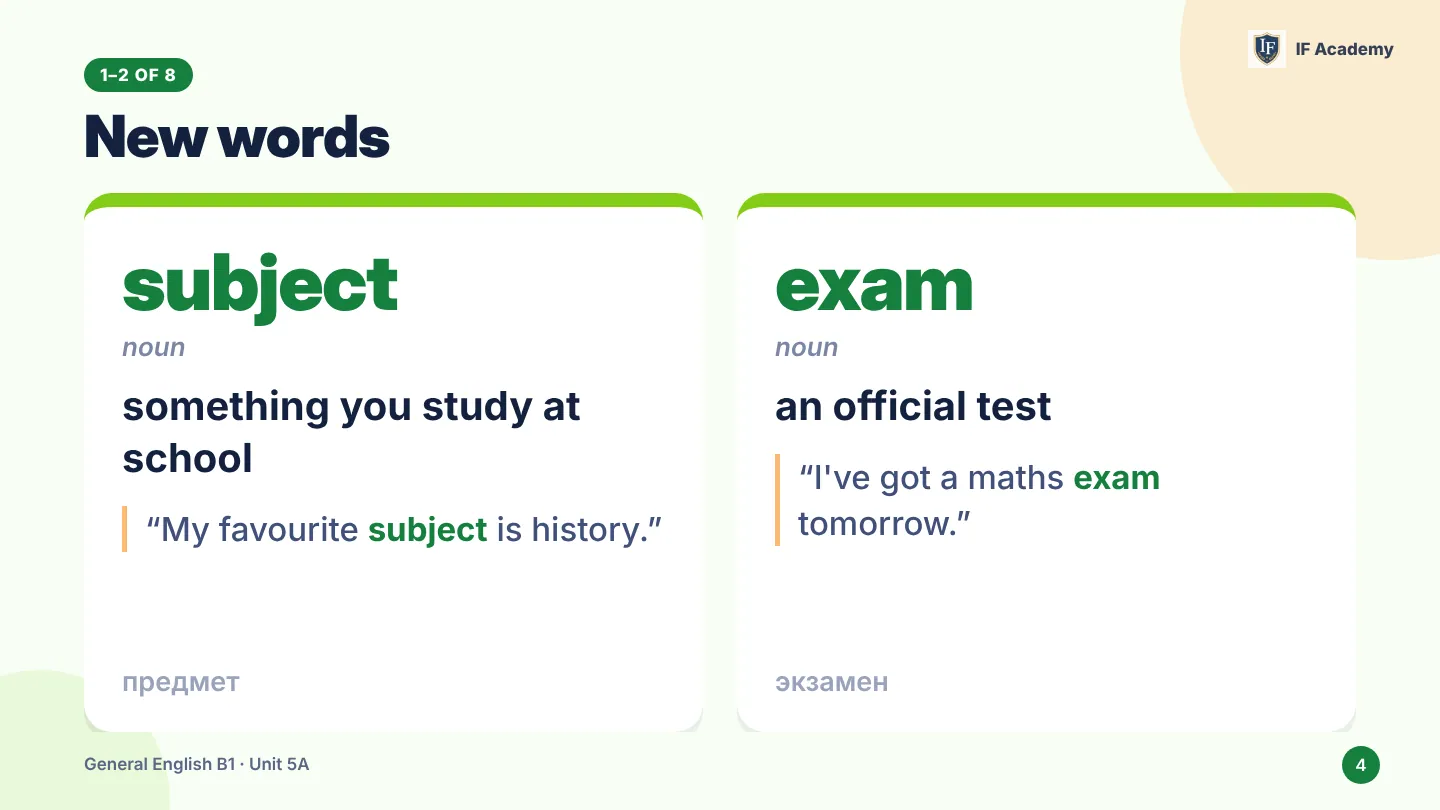 1–2 OF 8
IF
IF Academy
New words
subject
noun
something you study at
school
“My favourite subject is history.”
предмет
exam
noun
an official test
“I've got a maths exam
tomorrow.”
экзамен
General English B1 · Unit 5A
4